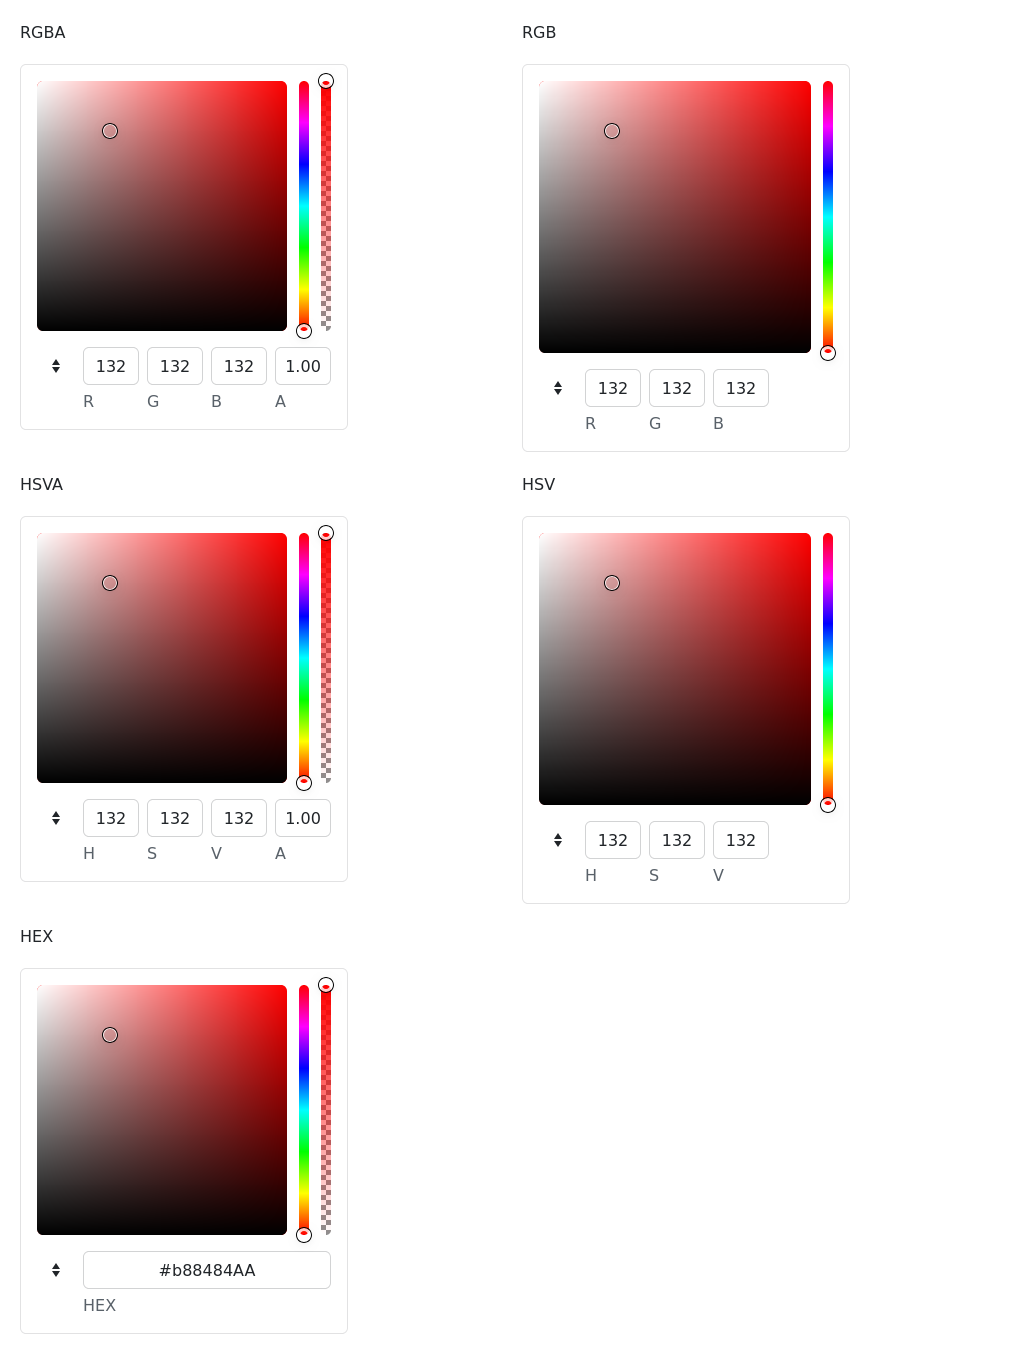 RGBA
RGB
132 132 132 1.00
R G B A
132 132 132
R G B
HSVA
HSV
132 132 132 1.00
H S V A
132 132 132
H S V
HEX
#b88484AA
HEX